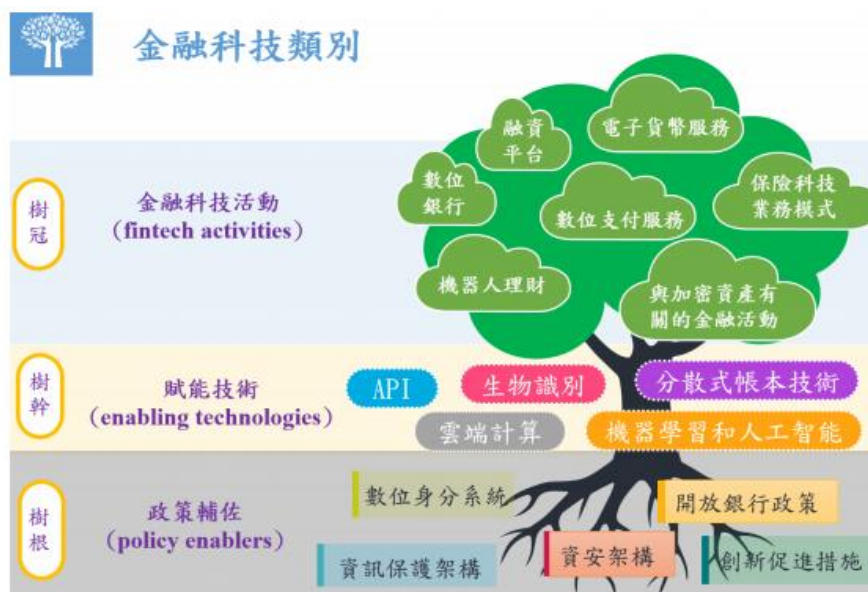 金融科技類別
樹
冠
金融科技活動
(fintech activities)
融資
平台
電子貨幣服務
數位
銀行
數位支付服務
保險科技
業務模式
機器人理財
與加密資產有
關的金融活動
樹
幹
賦能技術
(enabling technologies)
API
生物識別
分散式帳本技術
雲端計算
機器學習和人工智能
樹
根
政策輔佐
(policy enablers)
數位身分系統
開放銀行政策
資訊保護架構
資安架構
創新促進措施